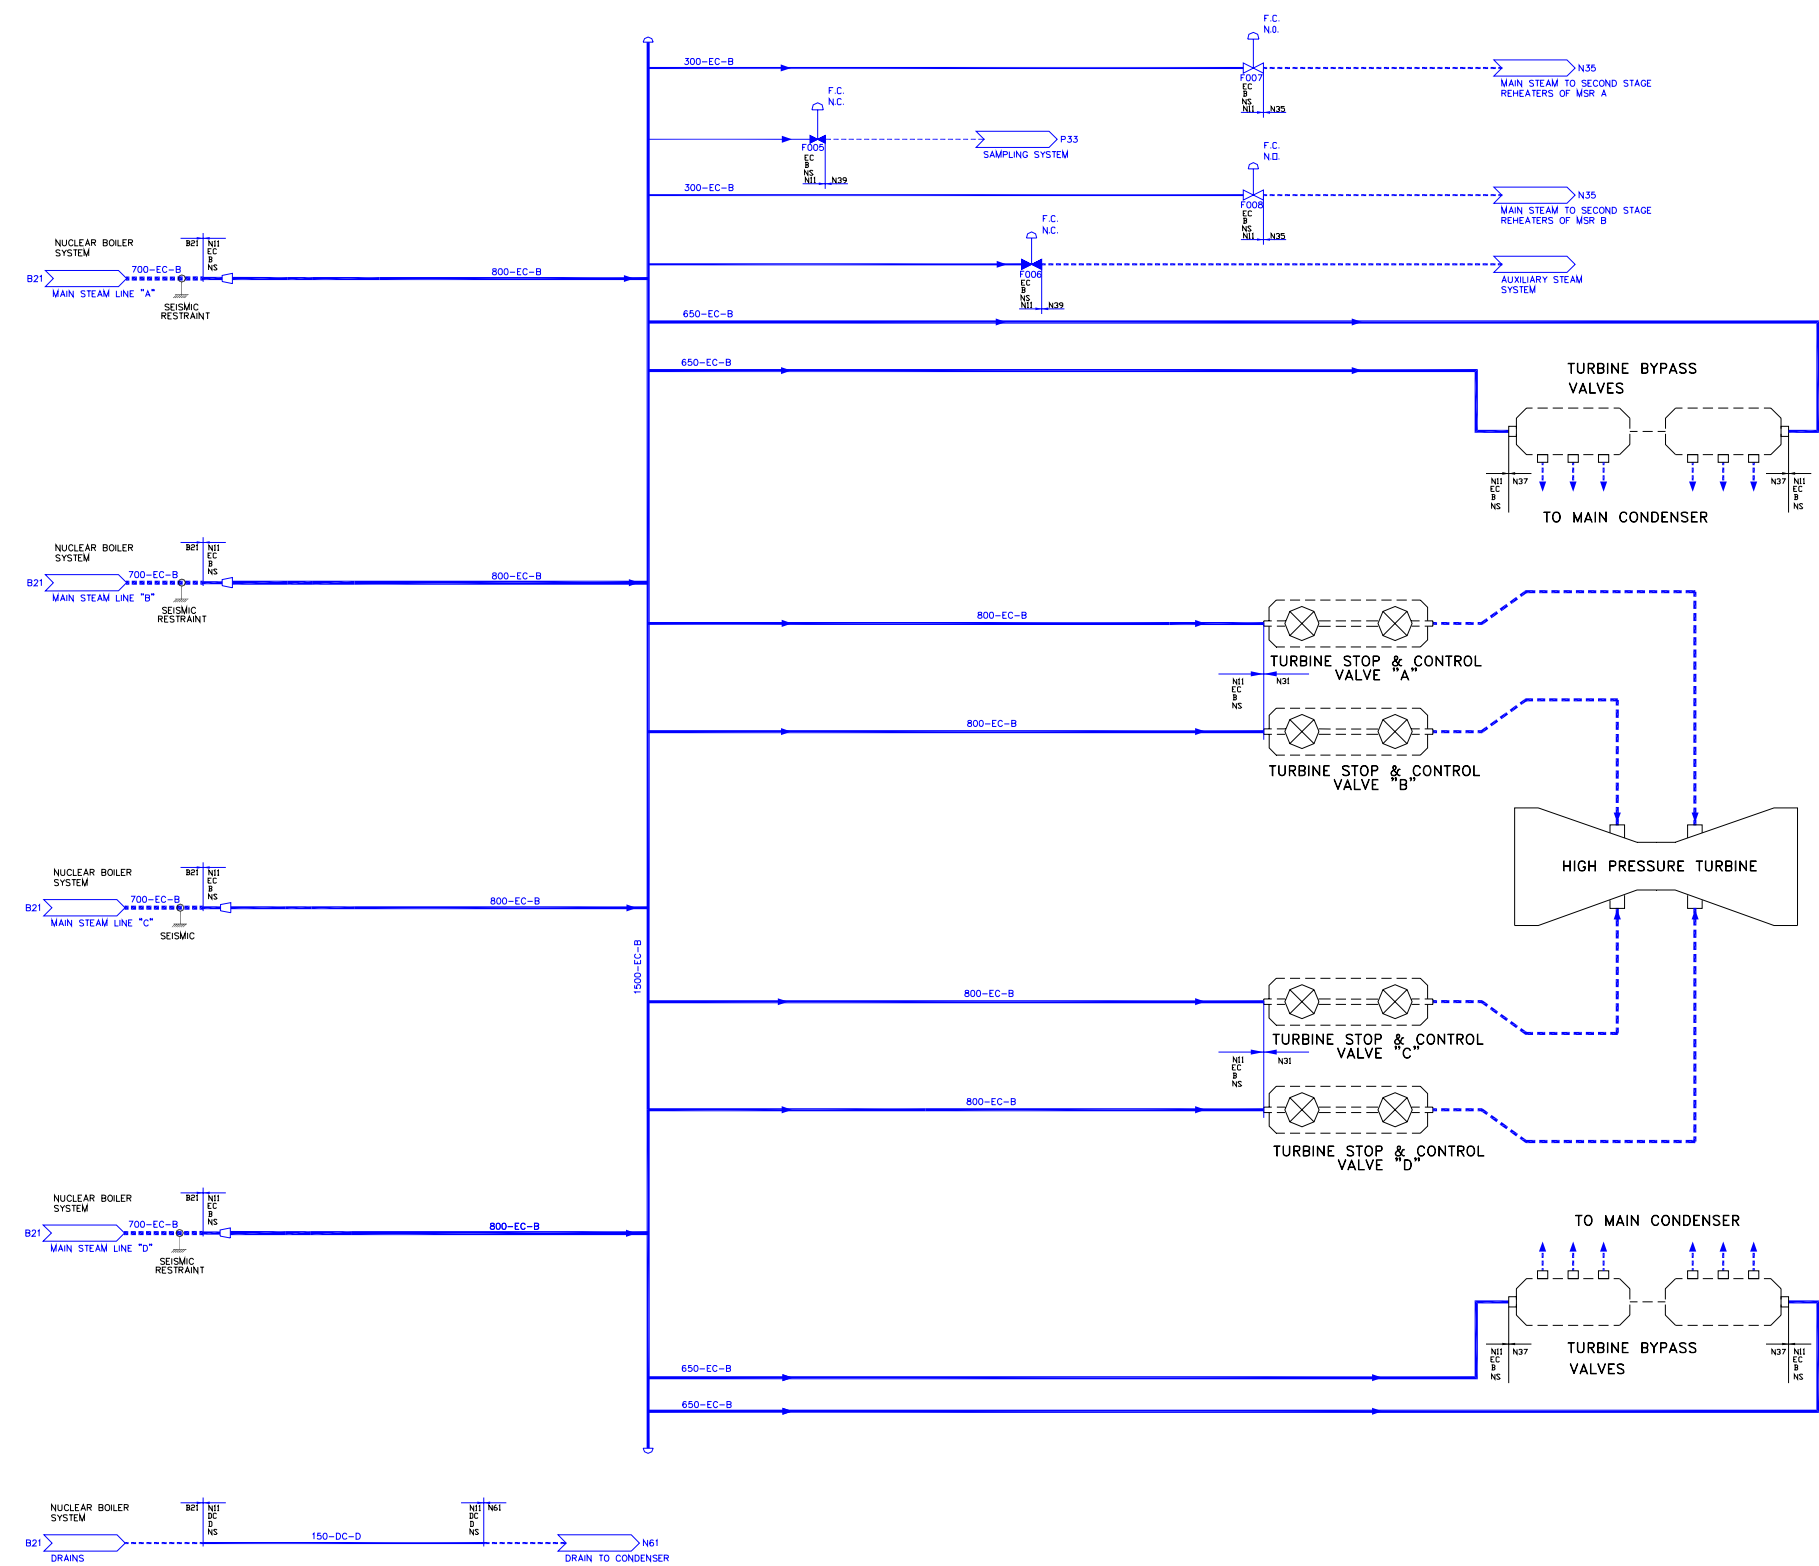 F.C.
N.O.
300-EC-B
F007
EC
B
NS
N11 N35
N35
MAIN STEAM TO SECOND STAGE
REHEATERS OF MSR A
F.C.
N.C.
F005
EC
B
NS
N11 N39
P33
SAMPLING SYSTEM
F.C.
N.O.
300-EC-B
F008
EC
B
NS
N11 N35
N35
MAIN STEAM TO SECOND STAGE
REHEATERS OF MSR B
F.C.
N.C.
F006
EC
B
NS
N11 N39
AUXILIARY STEAM
SYSTEM
NUCLEAR BOILER
SYSTEM
B21 N11
EC
B
NS
B21
700-EC-B
MAIN STEAM LINE "A"
SEISMIC
RESTRAINT
800-EC-B
650-EC-B
650-EC-B
TURBINE BYPASS
VALVES
N11 N37
EC
B
NS
N37 N11
EC
B
NS
TO MAIN CONDENSER
NUCLEAR BOILER
SYSTEM
B21 N11
EC
B
NS
B21
700-EC-B
MAIN STEAM LINE "B"
SEISMIC
RESTRAINT
800-EC-B
800-EC-B
TURBINE STOP & CONTROL
VALVE "A"
N11 N31
EC
B
NS
800-EC-B
TURBINE STOP & CONTROL
VALVE "B"
HIGH PRESSURE TURBINE
NUCLEAR BOILER
SYSTEM
B21 N11
EC
B
NS
B21
700-EC-B
MAIN STEAM LINE "C"
SEISMIC
800-EC-B
1500-EC-B
800-EC-B
TURBINE STOP & CONTROL
VALVE "C"
N11 N31
EC
B
NS
800-EC-B
TURBINE STOP & CONTROL
VALVE "D"
NUCLEAR BOILER
SYSTEM
B21 N11
EC
B
NS
B21
700-EC-B
MAIN STEAM LINE "D"
SEISMIC
RESTRAINT
800-EC-B
TO MAIN CONDENSER
TURBINE BYPASS
VALVES
N11 N37
EC
B
NS
N37 N11
EC
B
NS
650-EC-B
650-EC-B
NUCLEAR BOILER
SYSTEM
B21 N11
DC
D
NS
B21
DRAINS
150-DC-D
N11 N61
DC
D
NS
N61
DRAIN TO CONDENSER